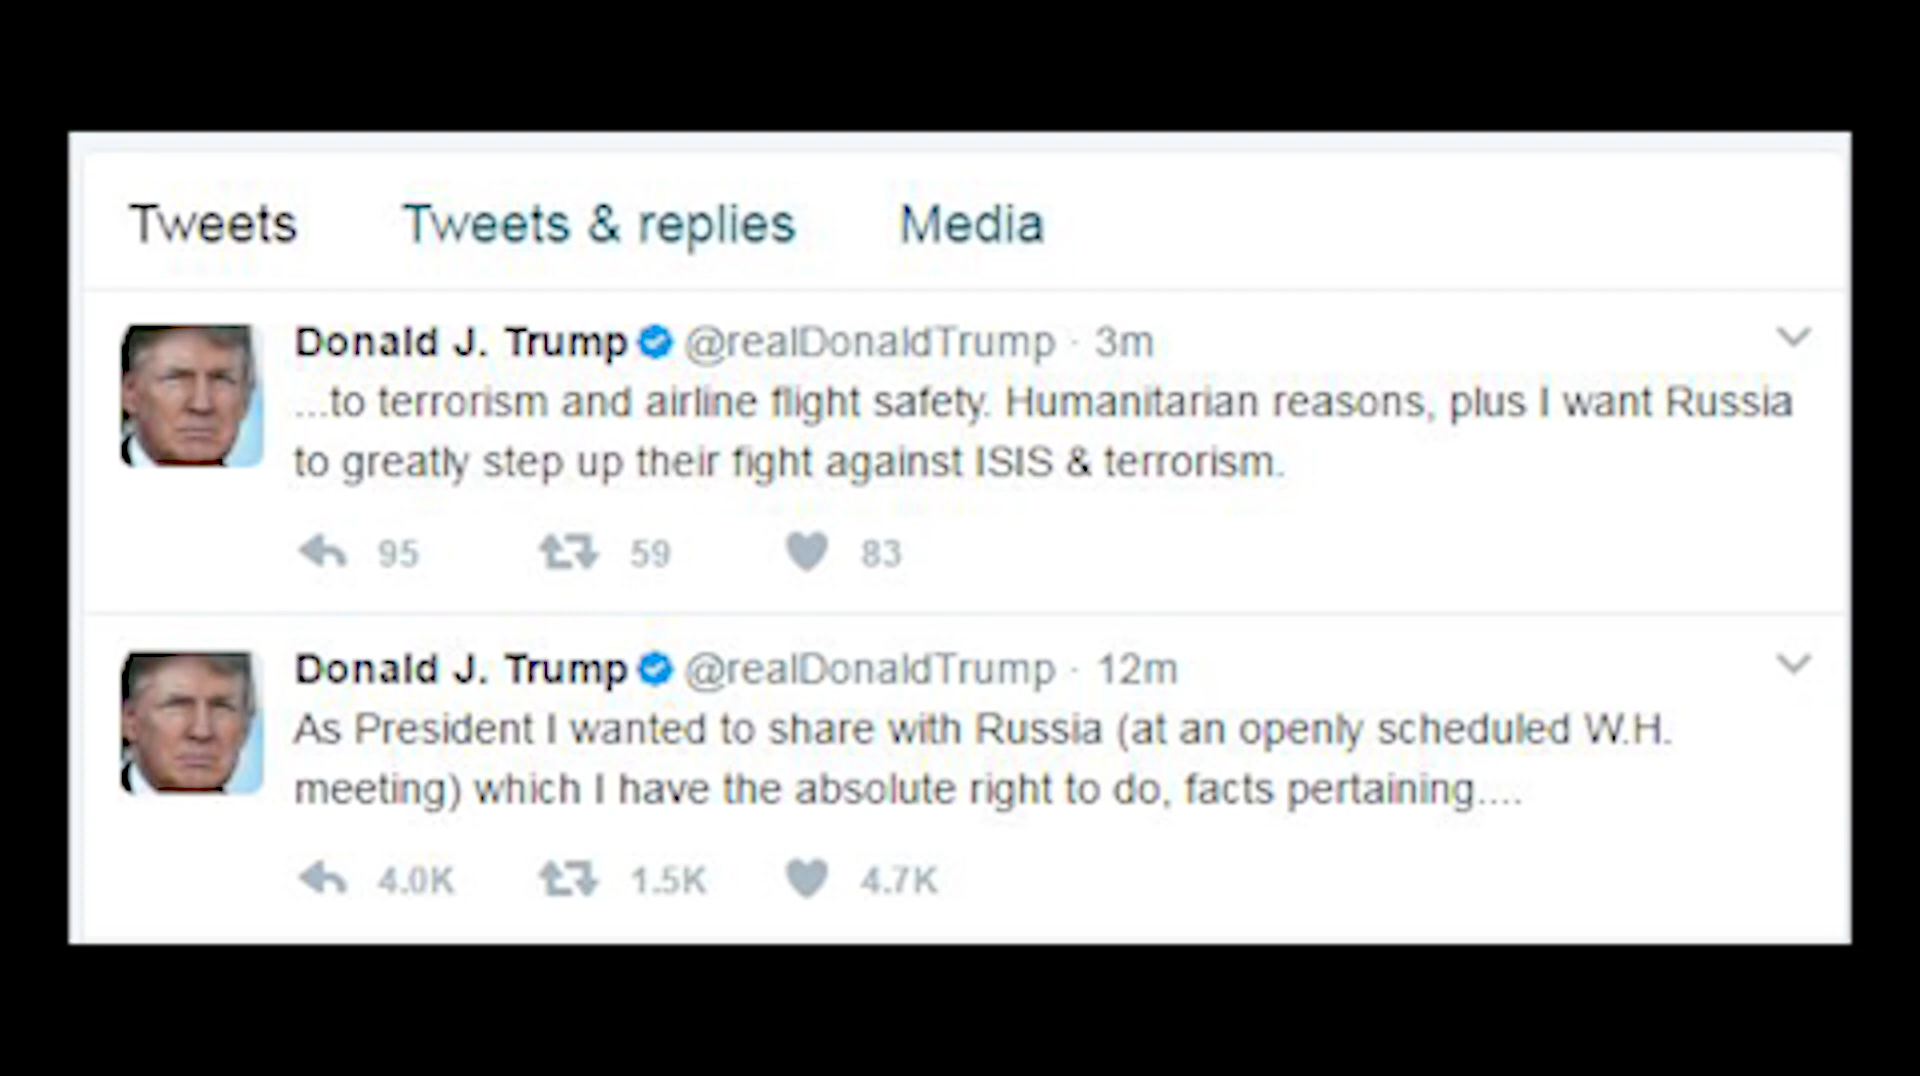 Tweets Tweets & replies Media
Donald J. Trump @realDonaldTrump · 3m
...to terrorism and airline flight safety. Humanitarian reasons, plus I want Russia
to greatly step up their fight against ISIS & terrorism.
95 59 83
Donald J. Trump @realDonaldTrump · 12m
As President I wanted to share with Russia (at an openly scheduled W.H.
meeting) which I have the absolute right to do, facts pertaining....
4.0K 1.5K 4.7K